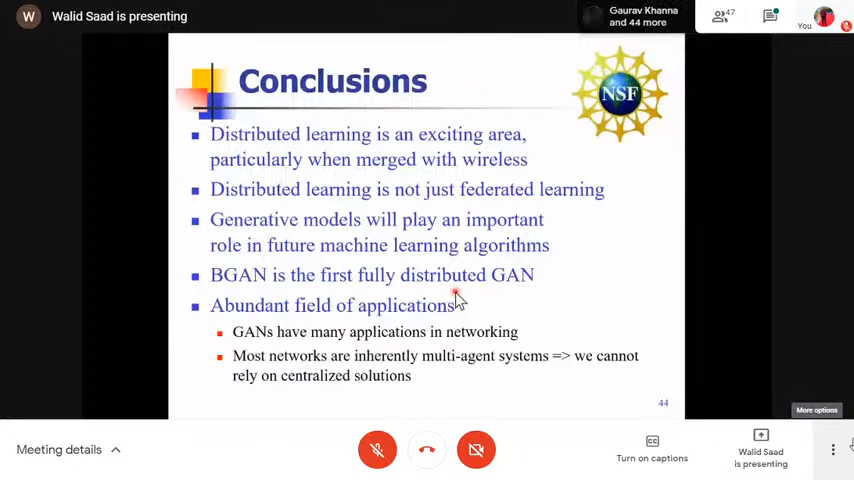 W
Walid Saad is presenting
Gaurav Khanna
and 44 more
47
You
Conclusions
NSF
Distributed learning is an exciting area,
particularly when merged with wireless
Distributed learning is not just federated learning
Generative models will play an important
role in future machine learning algorithms
BGAN is the first fully distributed GAN
Abundant field of applications
GANs have many applications in networking
Most networks are inherently multi-agent systems => we cannot
rely on centralized solutions
44
More options
Meeting details
CC
Turn on captions
Walid Saad
is presenting